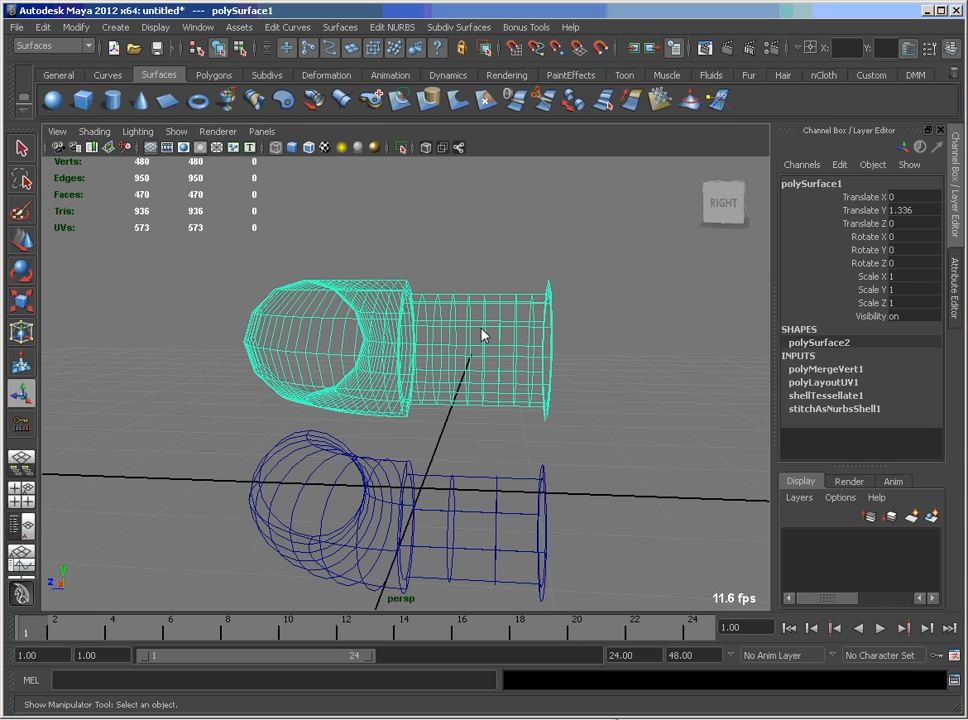 Autodesk Maya 2012 x64: untitled* --- polySurface1
File Edit Modify Create Display Window Assets Edit Curves Surfaces Edit NURBS Subdiv Surfaces Bonus Tools Help
Surfaces X: Y:
General Curves Surfaces Polygons Subdivs Deformation Animation Dynamics Rendering PaintEffects Toon Muscle Fluids Fur Hair nCloth Custom DMM
View Shading Lighting Show Renderer Panels
Verts: 480 480 0
Edges: 950 950 0
Faces: 470 470 0
Tris: 936 936 0
UVs: 573 573 0
RIGHT
persp
11.6 fps
y
z x
Channel Box / Layer Editor
Channels Edit Object Show
polySurface1
Translate X 0
Translate Y 1.336
Translate Z 0
Rotate X 0
Rotate Y 0
Rotate Z 0
Scale X 1
Scale Y 1
Scale Z 1
Visibility on
SHAPES
polySurface2
INPUTS
polyMergeVert1
polyLayoutUV1
shellTessellate1
stitchAsNurbsShell1
Display Render Anim
Layers Options Help
Channel Box / Layer Editor
Attribute Editor
2 4 6 8 10 12 14 16 18 20 22 24
1 1.00
1.00 1.00 1 24 24.00 48.00 No Anim Layer No Character Set
MEL
Show Manipulator Tool: Select an object.